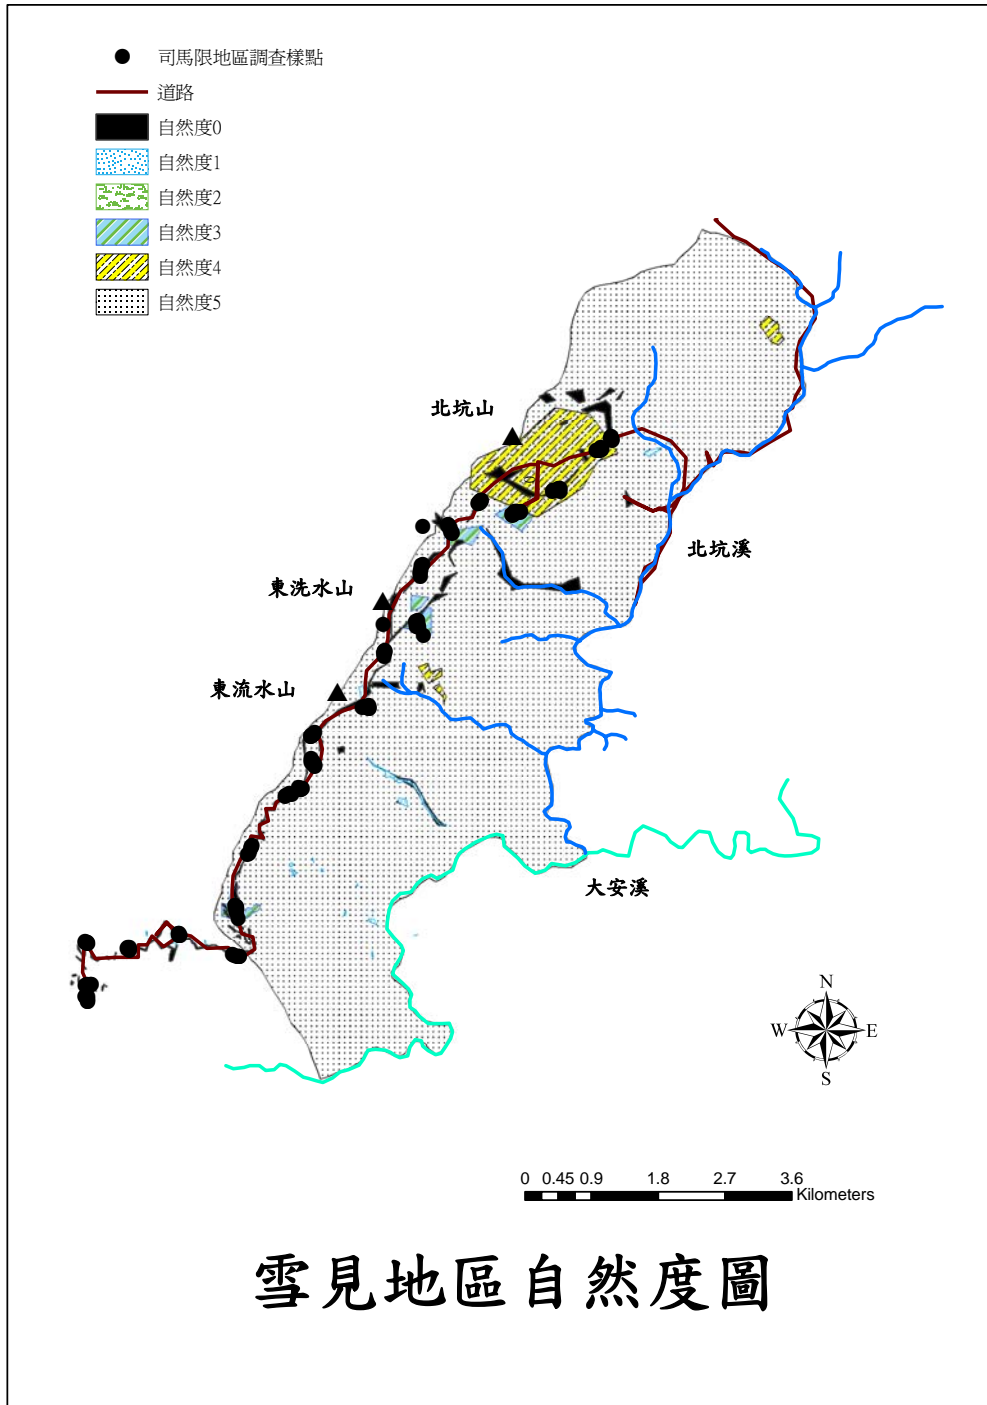 司馬限地區調查樣點
道路
自然度0
自然度1
自然度2
自然度3
自然度4
自然度5
北坑山
北坑溪
東洗水山
東流水山
大安溪
N
W E
S
0 0.45 0.9 1.8 2.7 3.6
Kilometers
雪見地區自然度圖